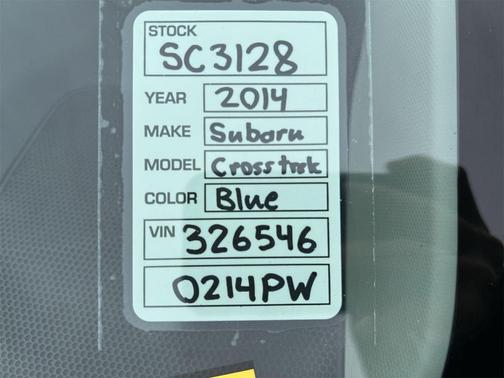 STOCK
SC3128
YEAR 2014
MAKE Subaru
MODEL Crosstrek
COLOR Blue
VIN 326546
0214PW